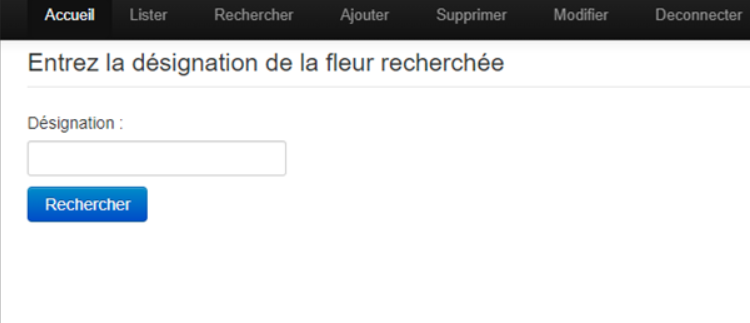 Accueil Lister Rechercher Ajouter Supprimer Modifier Deconnecter
Entrez la désignation de la fleur recherchée
Désignation :
Rechercher